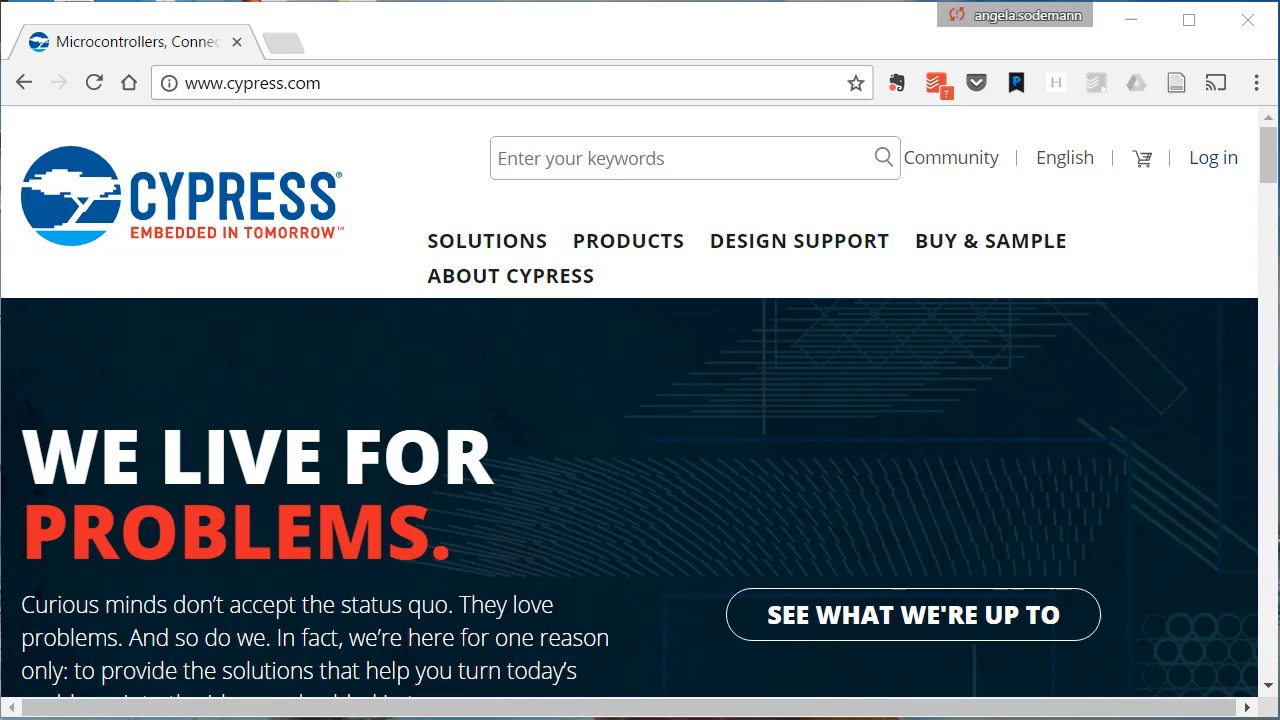 angela.sodemann
Microcontrollers, Connec
www.cypress.com
H
?
Enter your keywords
Community
English
Log in
CYPRESS®
EMBEDDED IN TOMORROW™
SOLUTIONS PRODUCTS DESIGN SUPPORT BUY & SAMPLE
ABOUT CYPRESS
WE LIVE FOR
PROBLEMS.
Curious minds don’t accept the status quo. They love
problems. And so do we. In fact, we’re here for one reason
only: to provide the solutions that help you turn today’s
SEE WHAT WE'RE UP TO